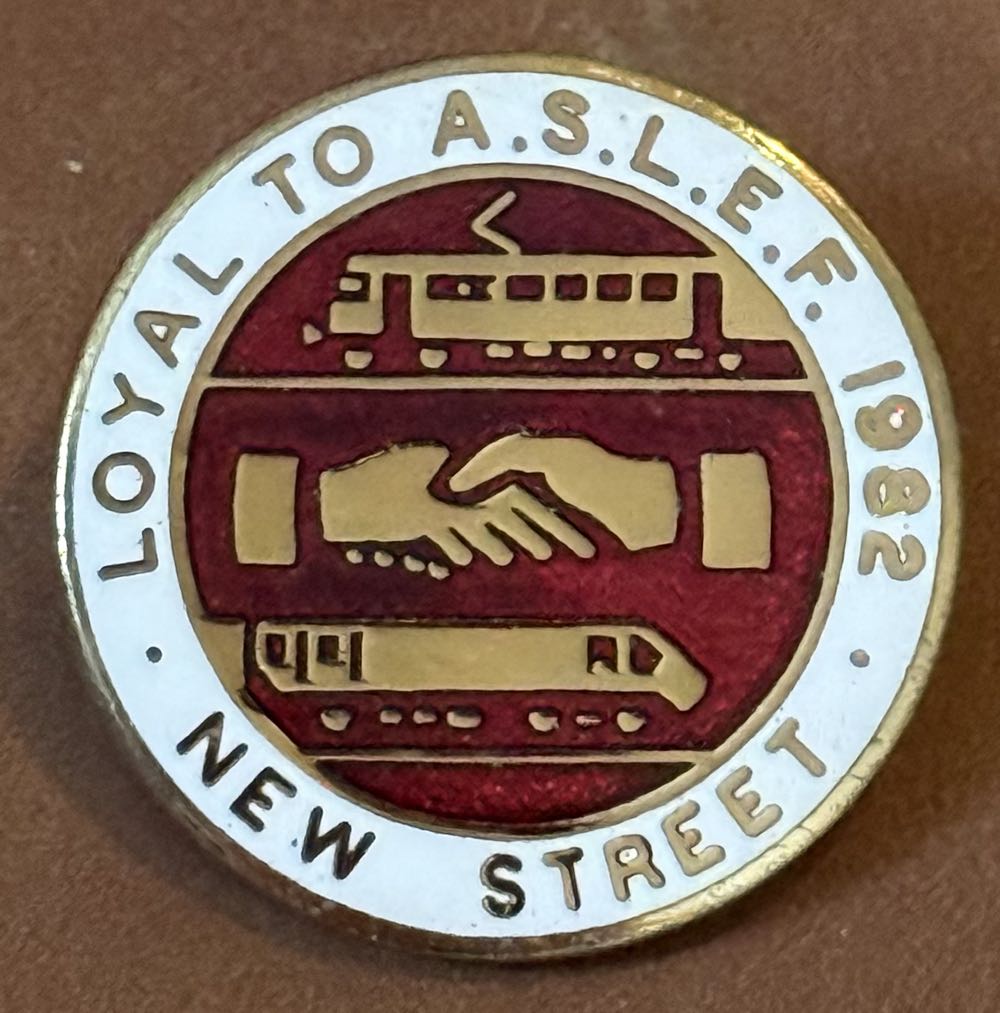 LOYAL TO A.S.L.E.F. 1982
NEW STREET